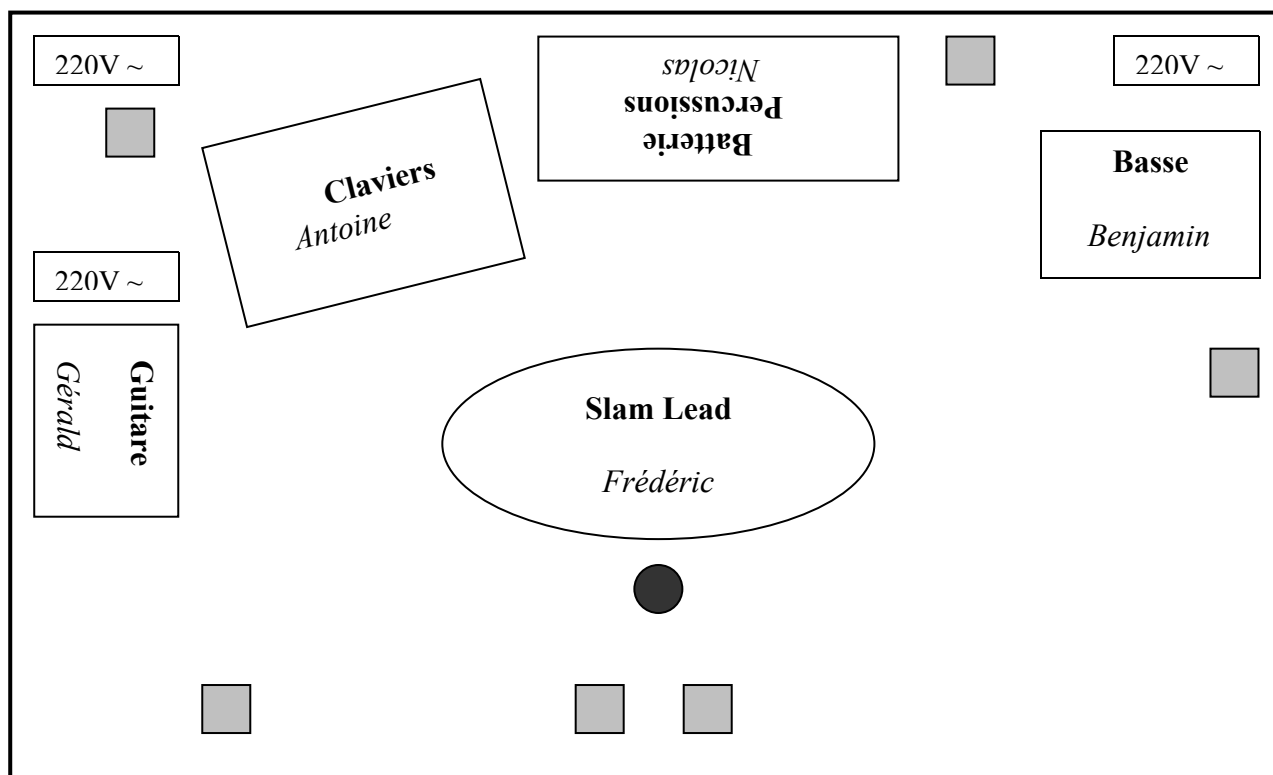 220V ~
Batterie
Percussions
Nicolas
220V ~
Claviers
Antoine
Basse
Benjamin
220V ~
Guitare
Gérald
Slam Lead
Frédéric